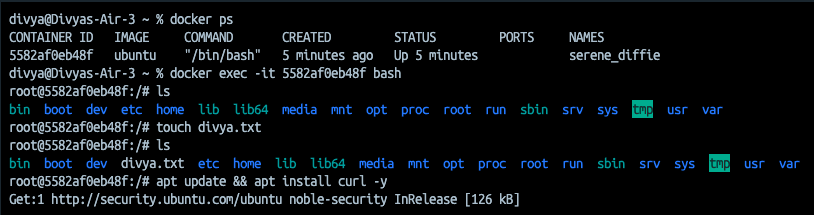 divya@Divyas-Air-3 ~ % docker ps
CONTAINER ID   IMAGE     COMMAND       CREATED         STATUS         PORTS     NAMES
5582af0eb48f   ubuntu    "/bin/bash"   5 minutes ago   Up 5 minutes             serene_diffie
divya@Divyas-Air-3 ~ % docker exec -it 5582af0eb48f bash
root@5582af0eb48f:/# ls
bin  boot  dev  etc  home  lib  lib64  media  mnt  opt  proc  root  run  sbin  srv  sys  tmp  usr  var
root@5582af0eb48f:/# touch divya.txt
root@5582af0eb48f:/# ls
bin  boot  dev  divya.txt  etc  home  lib  lib64  media  mnt  opt  proc  root  run  sbin  srv  sys  tmp  usr  var
root@5582af0eb48f:/# apt update && apt install curl -y
Get:1 http://security.ubuntu.com/ubuntu noble-security InRelease [126 kB]